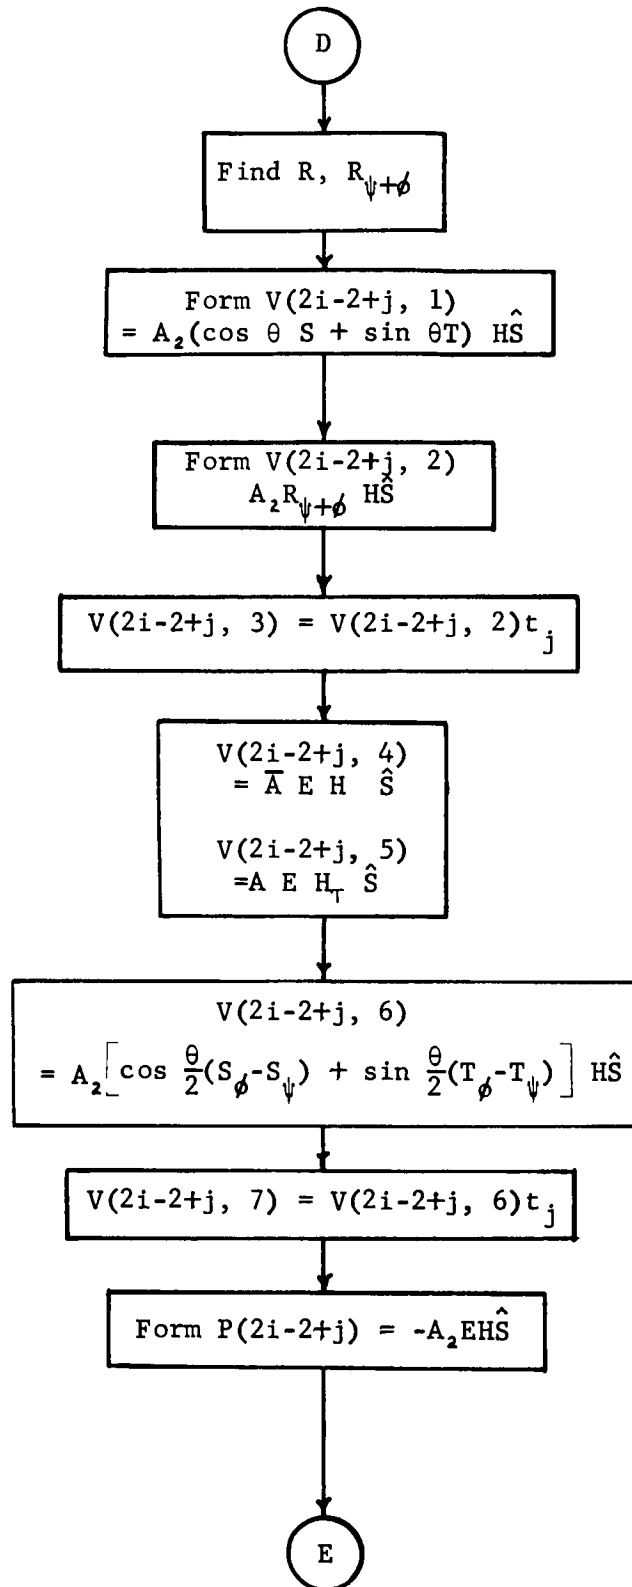 D
Find R, R_ψ+ϕ
Form V(2i-2+j, 1)
= A₂(cos θ S + sin θT) HŜ
Form V(2i-2+j, 2)
A₂R_ψ+ϕ HŜ
V(2i-2+j, 3) = V(2i-2+j, 2)t_j
V(2i-2+j, 4)
= A̅ E H Ŝ
V(2i-2+j, 5)
=A E H_T Ŝ
V(2i-2+j, 6)
= A₂[cos θ/2(S_ϕ-S_ψ) + sin θ/2(T_ϕ-T_ψ)] HŜ
V(2i-2+j, 7) = V(2i-2+j, 6)t_j
Form P(2i-2+j) = -A₂EHŜ
E